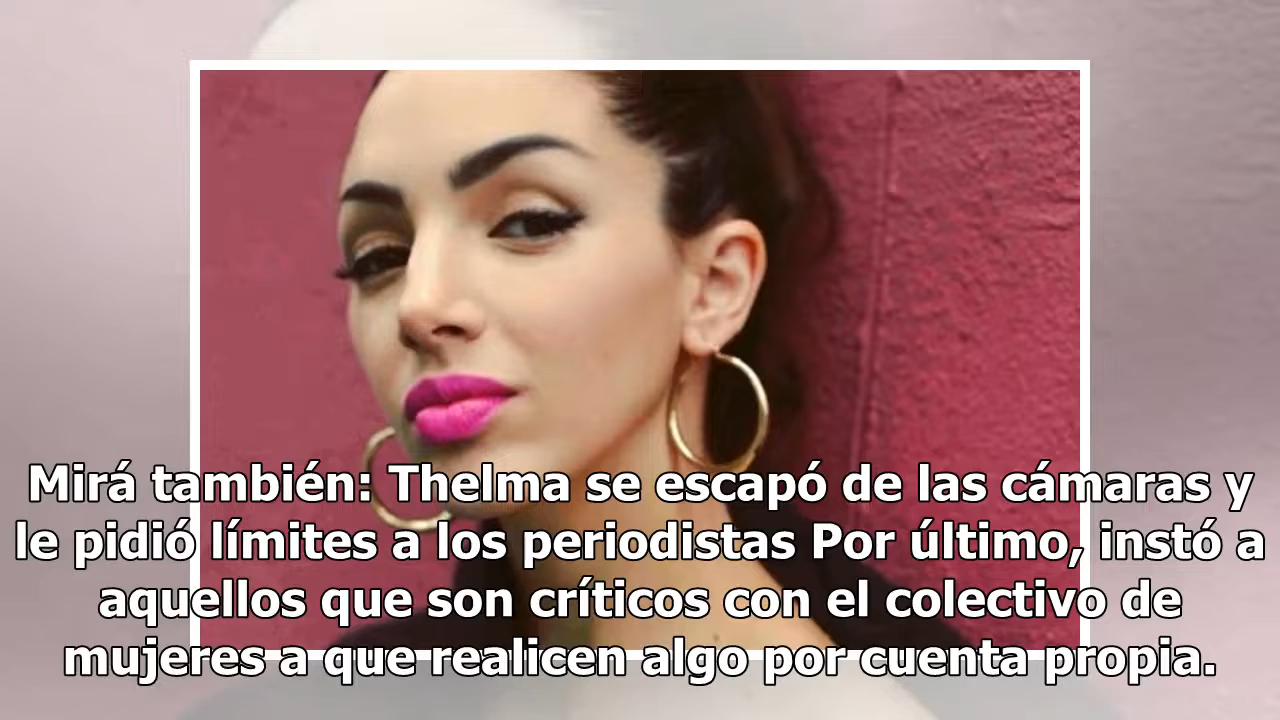 Mirá también: Thelma se escapó de las cámaras y
le pidió límites a los periodistas Por último, instó a
aquellos que son críticos con el colectivo de
mujeres a que realicen algo por cuenta propia.